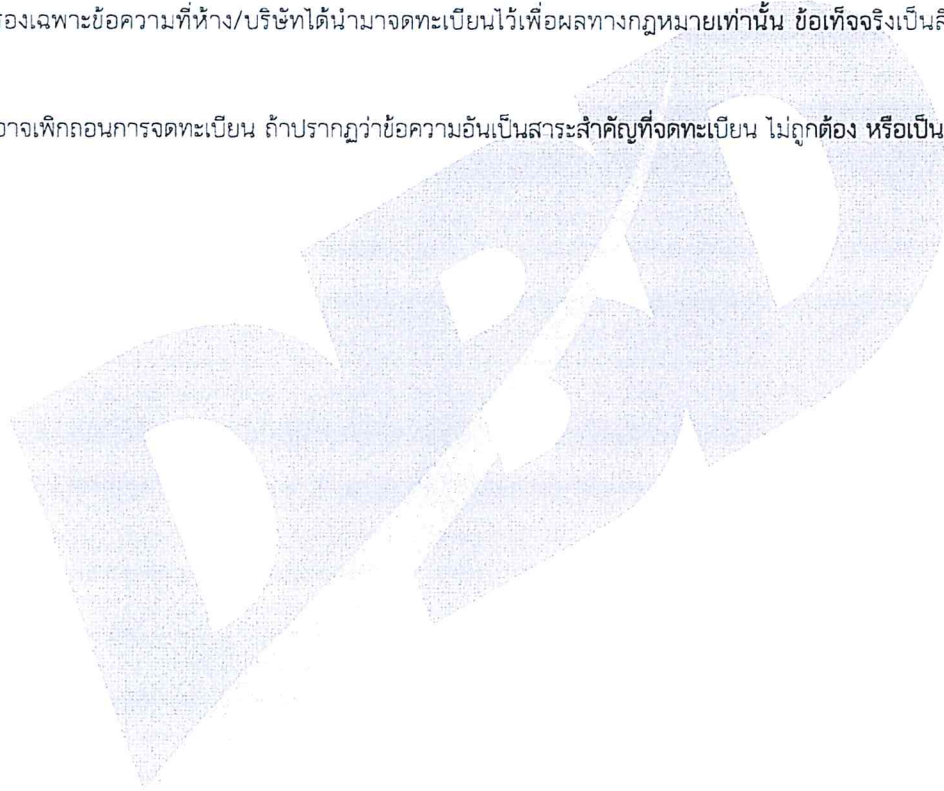 รองเฉพาะข้อความที่ห้าง/บริษัทได้นำมาจดทะเบียนไว้เพื่อผลทางกฎหมายเท่านั้น ข้อเท็จจริงเป็นสิ
อาจเพิกถอนการจดทะเบียน ถ้าปรากฏว่าข้อความอันเป็นสาระสำคัญที่จดทะเบียน ไม่ถูกต้อง หรือเป็น
DBD